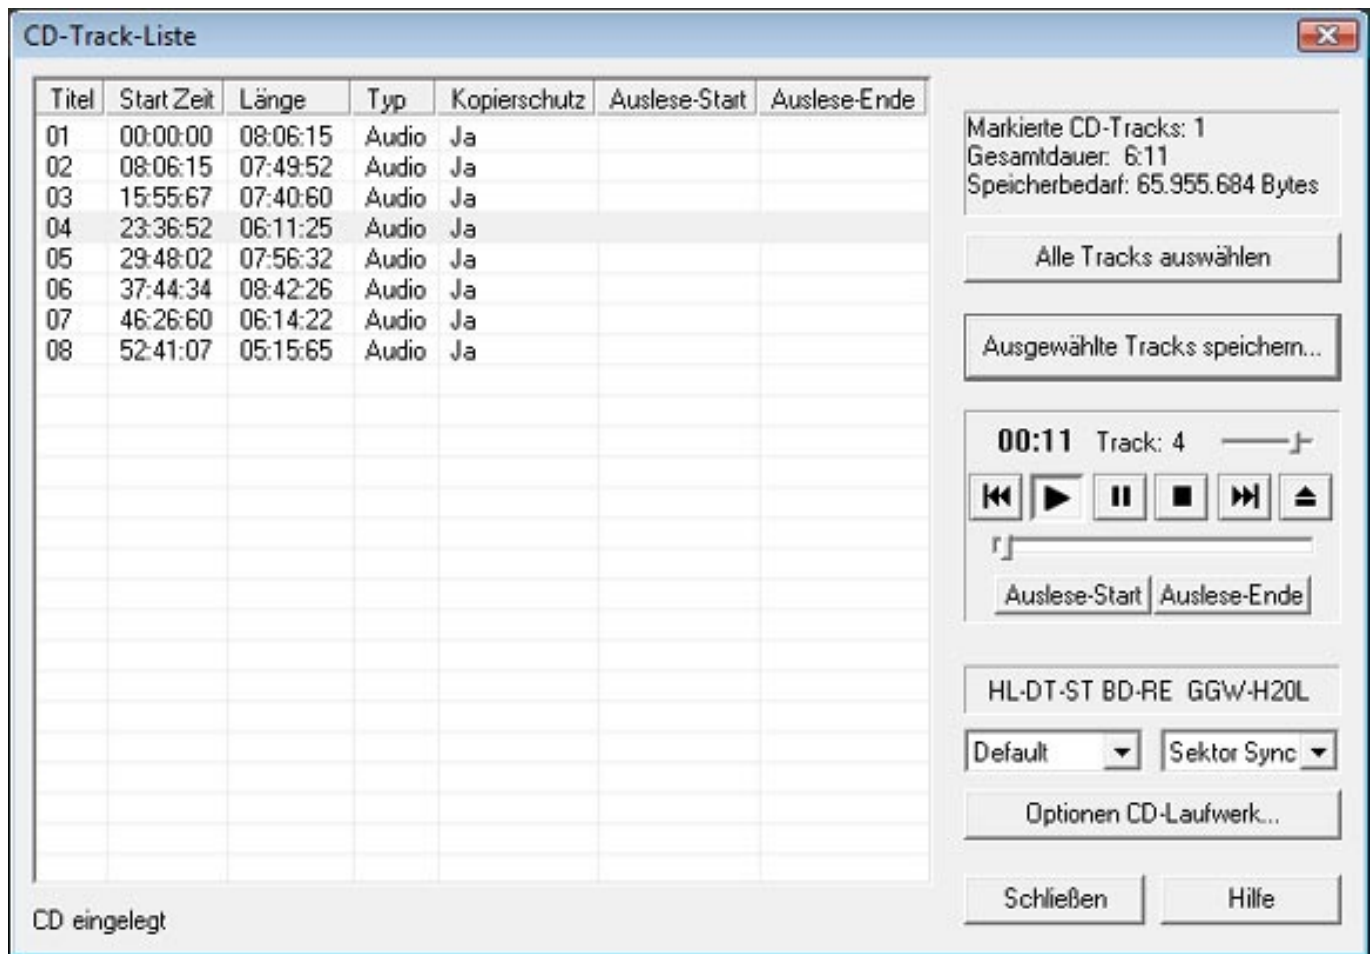 CD-Track-Liste
Titel Start Zeit Länge Typ Kopierschutz Auslese-Start Auslese-Ende
01 00:00:00 08:06:15 Audio Ja
02 08:06:15 07:49:52 Audio Ja
03 15:55:67 07:40:60 Audio Ja
04 23:36:52 06:11:25 Audio Ja
05 29:48:02 07:56:32 Audio Ja
06 37:44:34 08:42:26 Audio Ja
07 46:26:60 06:14:22 Audio Ja
08 52:41:07 05:15:65 Audio Ja
CD eingelegt
Markierte CD-Tracks: 1
Gesamtdauer: 6:11
Speicherbedarf: 65.955.684 Bytes
Alle Tracks auswählen
Ausgewählte Tracks speichern...
00:11 Track: 4
Auslese-Start Auslese-Ende
HL-DT-ST BD-RE GGW-H20L
Default Sektor Sync
Optionen CD-Laufwerk...
Schließen Hilfe